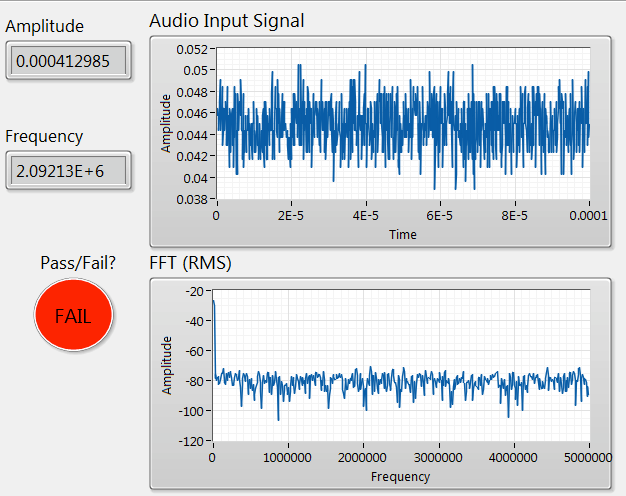 Amplitude
0.000412985
Frequency
2.09213E+6
Pass/Fail?
FAIL
Audio Input Signal
Amplitude
0.052
0.05
0.048
0.046
0.044
0.042
0.04
0.038
0 2E-5 4E-5 6E-5 8E-5 0.0001
Time
FFT (RMS)
Amplitude
-20
-40
-60
-80
-100
-120
0 1000000 2000000 3000000 4000000 5000000
Frequency